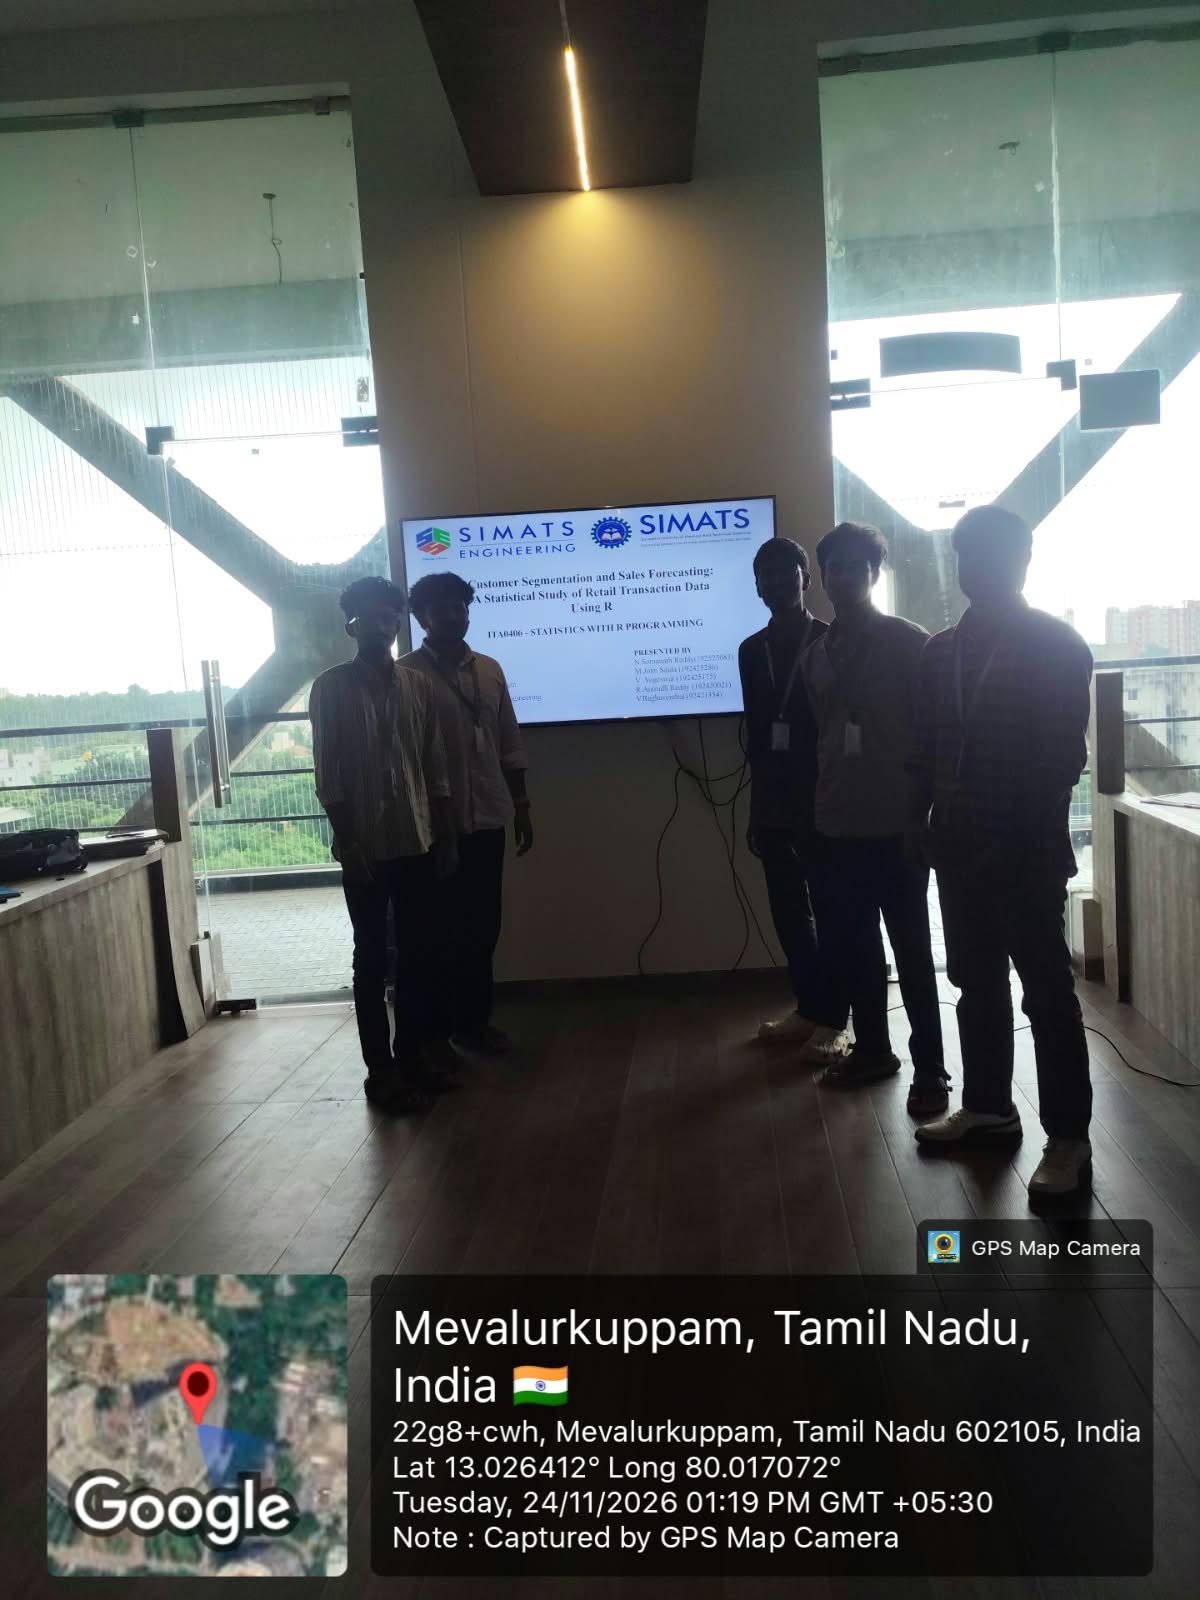 SIMATS
ENGINEERING
SIMATS
Customer Segmentation and Sales Forecasting:
A Statistical Study of Retail Transaction Data
Using R
ITA0406 - STATISTICS WITH R PROGRAMMING
PRESENTED BY
GPS Map Camera
Mevalurkuppam, Tamil Nadu,
India
22g8+cwh, Mevalurkuppam, Tamil Nadu 602105, India
Lat 13.026412° Long 80.017072°
Tuesday, 24/11/2026 01:19 PM GMT +05:30
Note : Captured by GPS Map Camera
Google